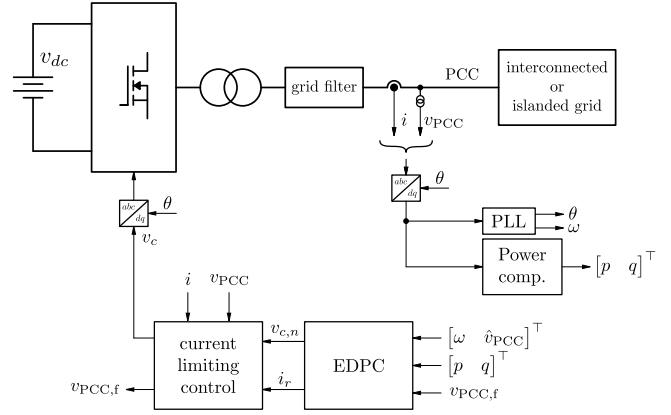 v_dc
grid filter
PCC
interconnected
or
islanded grid
i
v_PCC
abc
dq
θ
abc
dq
θ
v_c
PLL
θ
ω
Power
comp.
[p q]^⊤
i
v_PCC
current
limiting
control
v_PCC,f
v_c,n
i_r
EDPC
[ω v̂_PCC]^⊤
[p q]^⊤
v_PCC,f